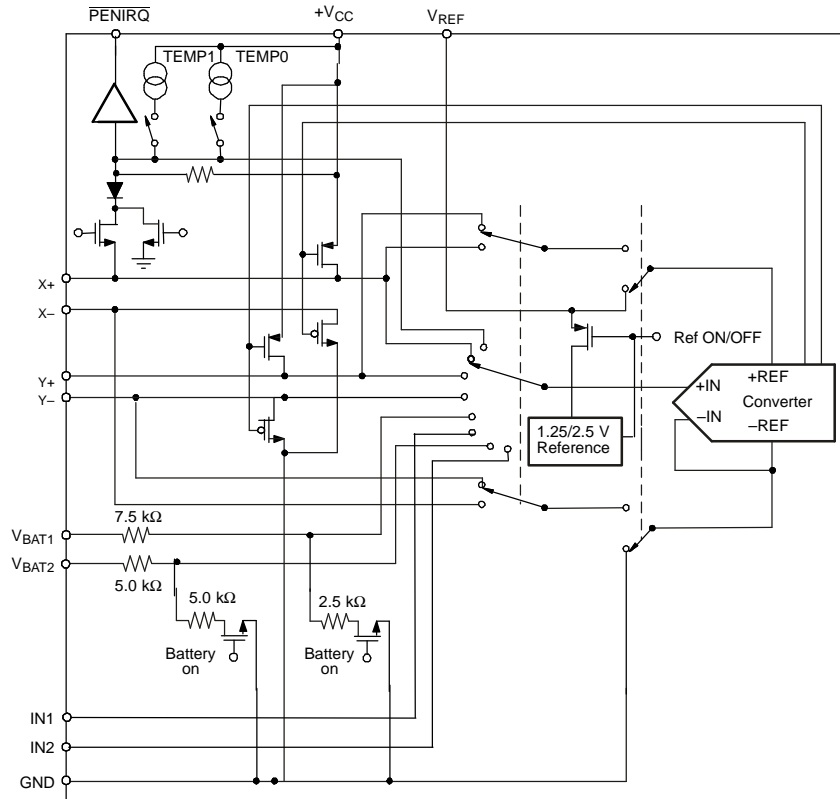 PENIRQ
+VCC
VREF
TEMP1
TEMP0
X+
X–
Y+
Y–
Ref ON/OFF
+IN
+REF
Converter
–IN
–REF
1.25/2.5 V
Reference
7.5 kΩ
VBAT1
VBAT2
5.0 kΩ
5.0 kΩ
2.5 kΩ
Battery
on
Battery
on
IN1
IN2
GND